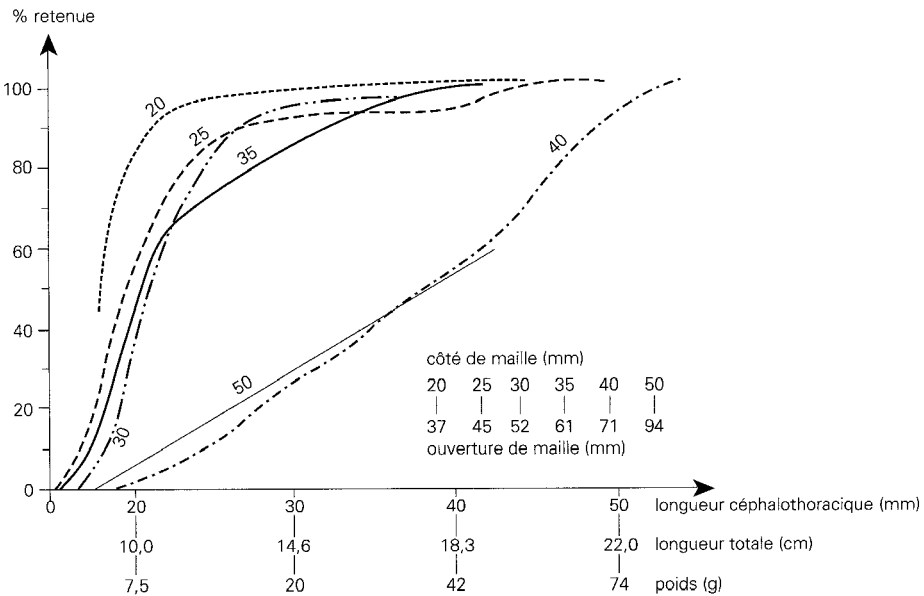 % retenue
100
80
60
40
20
0
20
25
35
30
40
50
côté de maille (mm)
20 25 30 35 40 50
37 45 52 61 71 94
ouverture de maille (mm)
0 20 30 40 50 longueur céphalothoracique (mm)
10,0 14,6 18,3 22,0 longueur totale (cm)
7,5 20 42 74 poids (g)